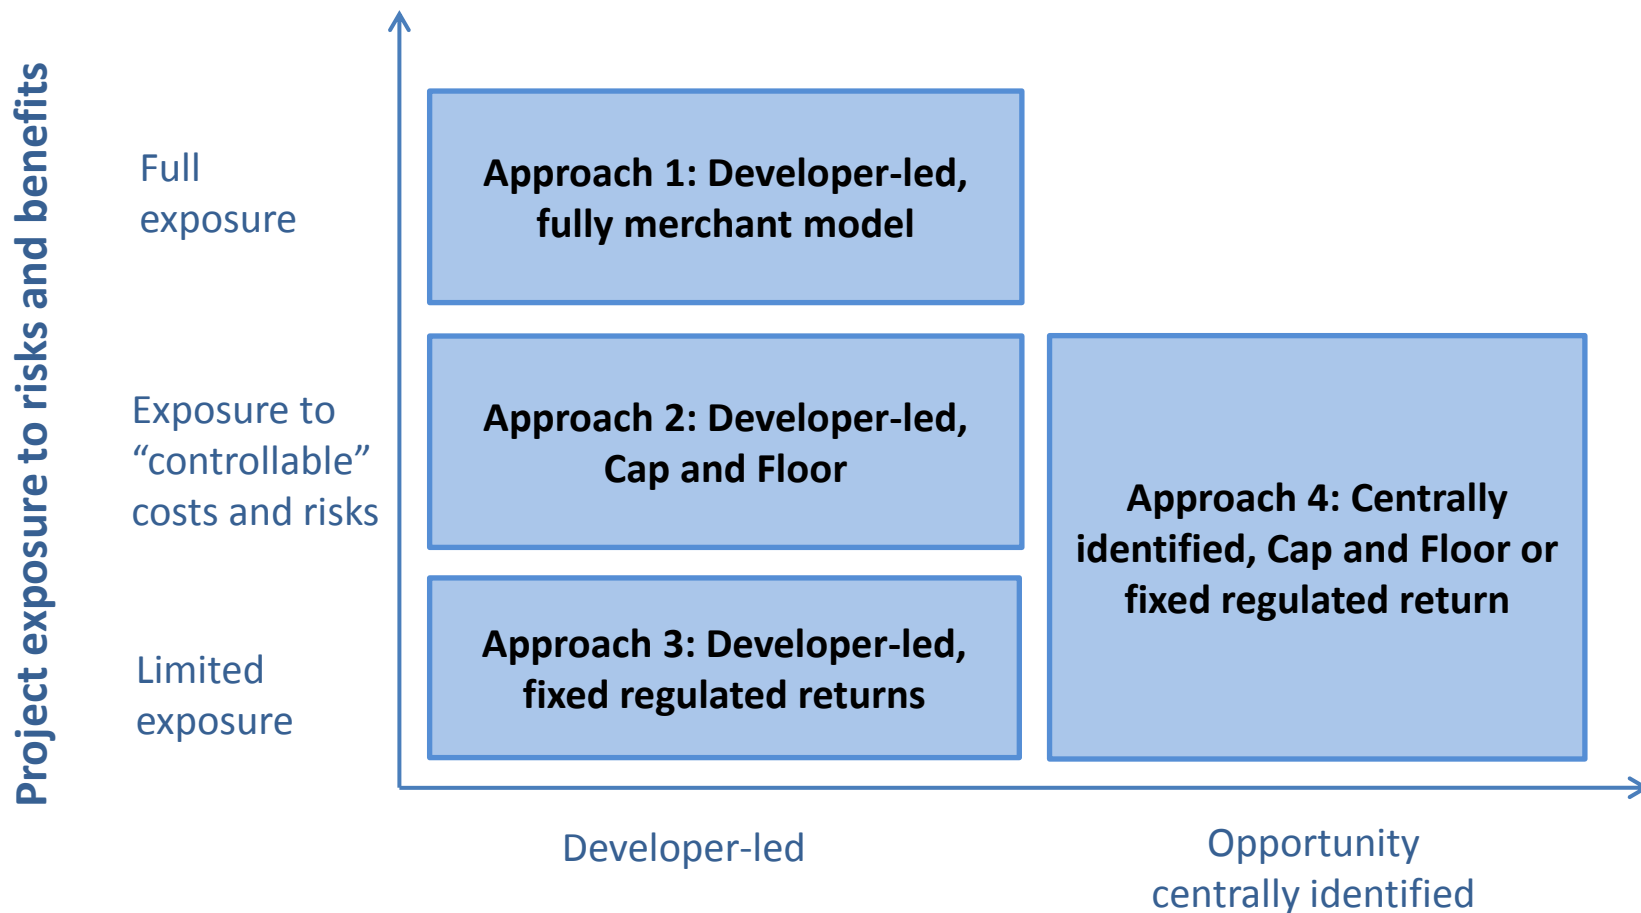 Project exposure to risks and benefits
Full
exposure
Approach 1: Developer-led,
fully merchant model
Exposure to
“controllable”
costs and risks
Approach 2: Developer-led,
Cap and Floor
Approach 4: Centrally
identified, Cap and Floor or
fixed regulated return
Limited
exposure
Approach 3: Developer-led,
fixed regulated returns
Developer-led
Opportunity
centrally identified